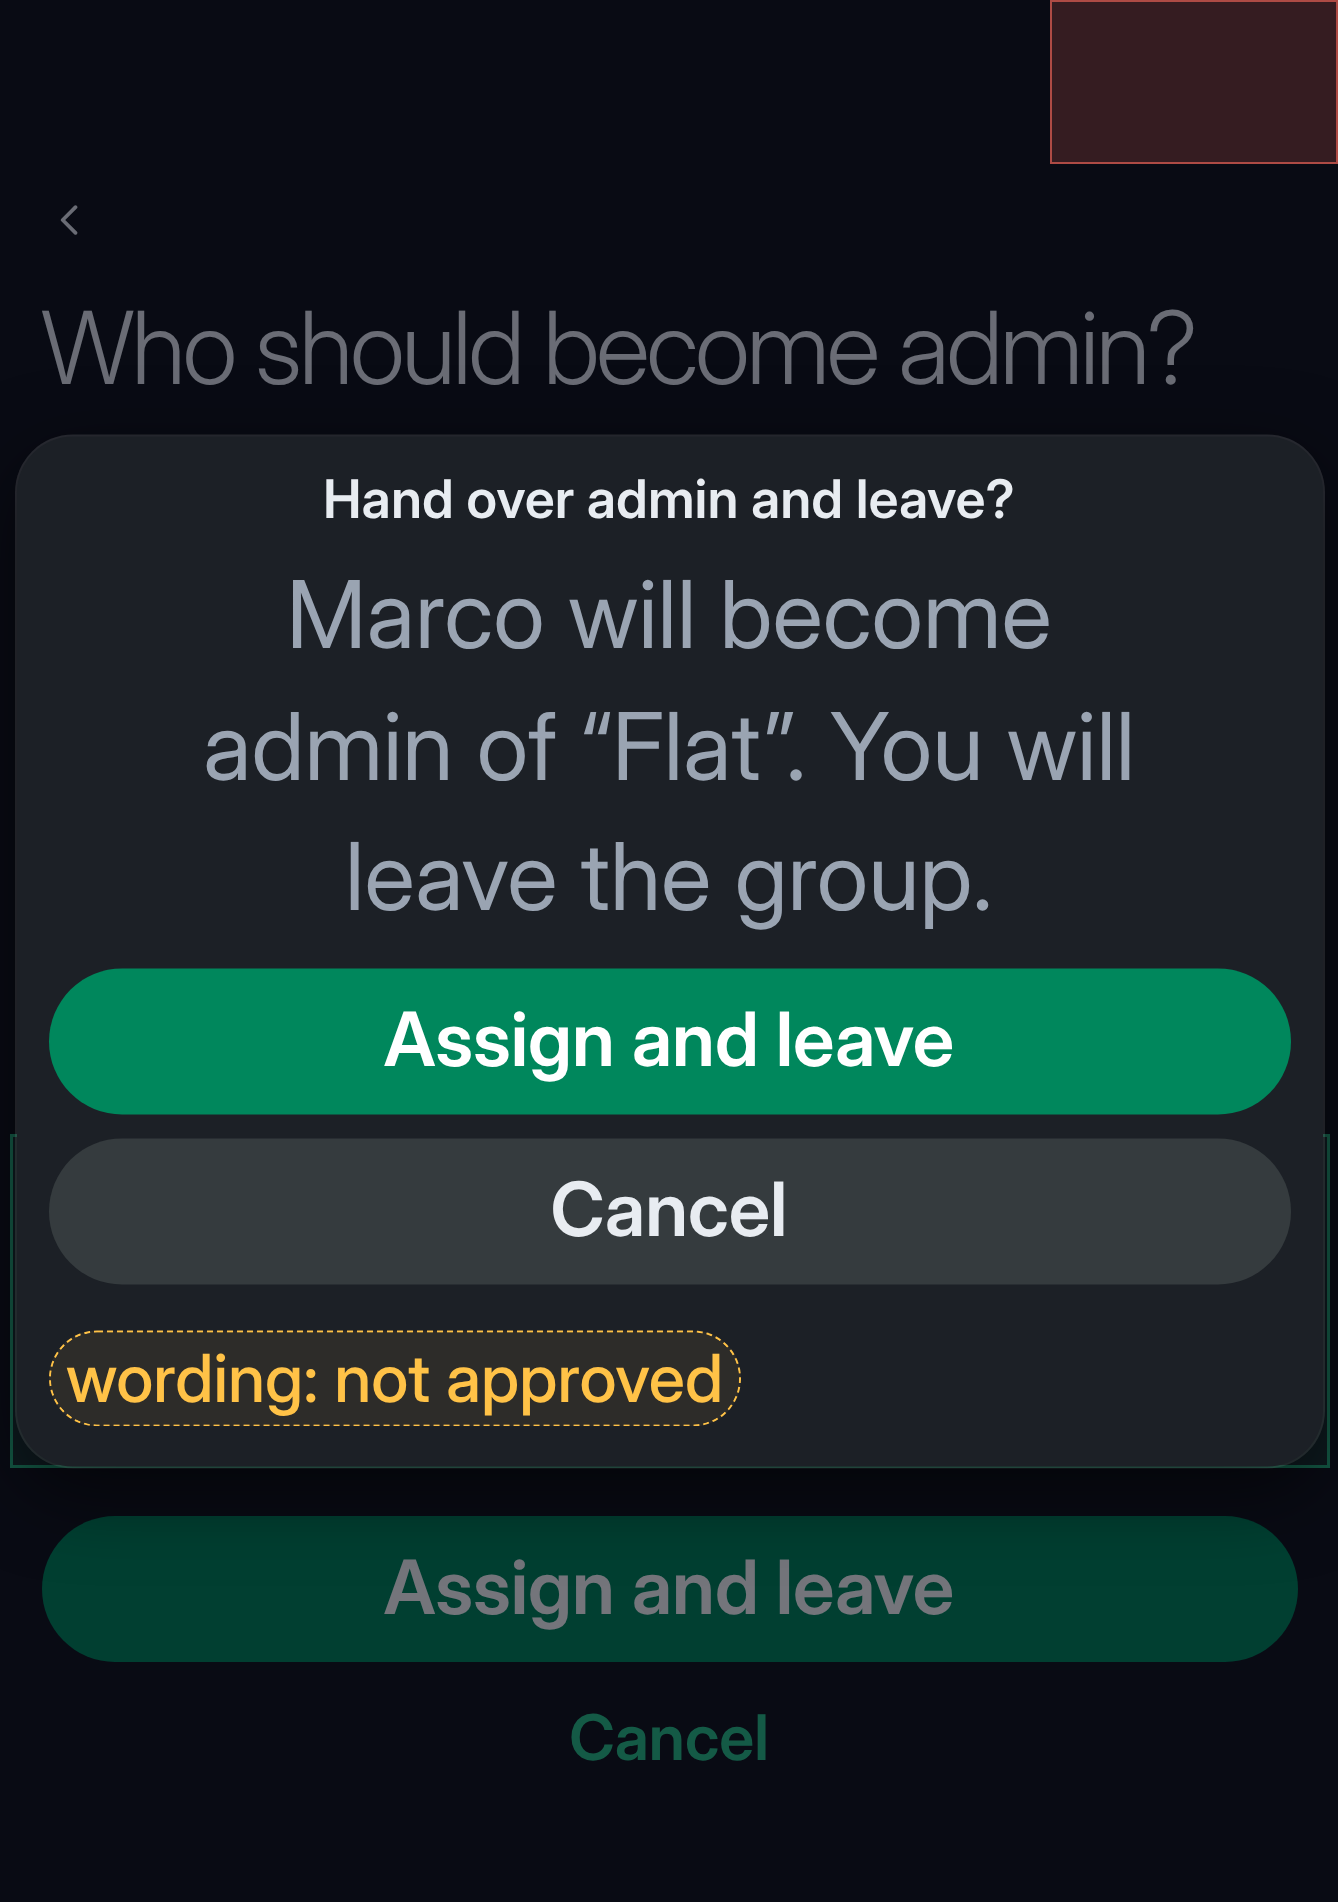 Who should become admin?
Hand over admin and leave?
Marco will become
admin of “Flat”. You will
leave the group.
Assign and leave
Cancel
wording: not approved
Assign and leave
Cancel